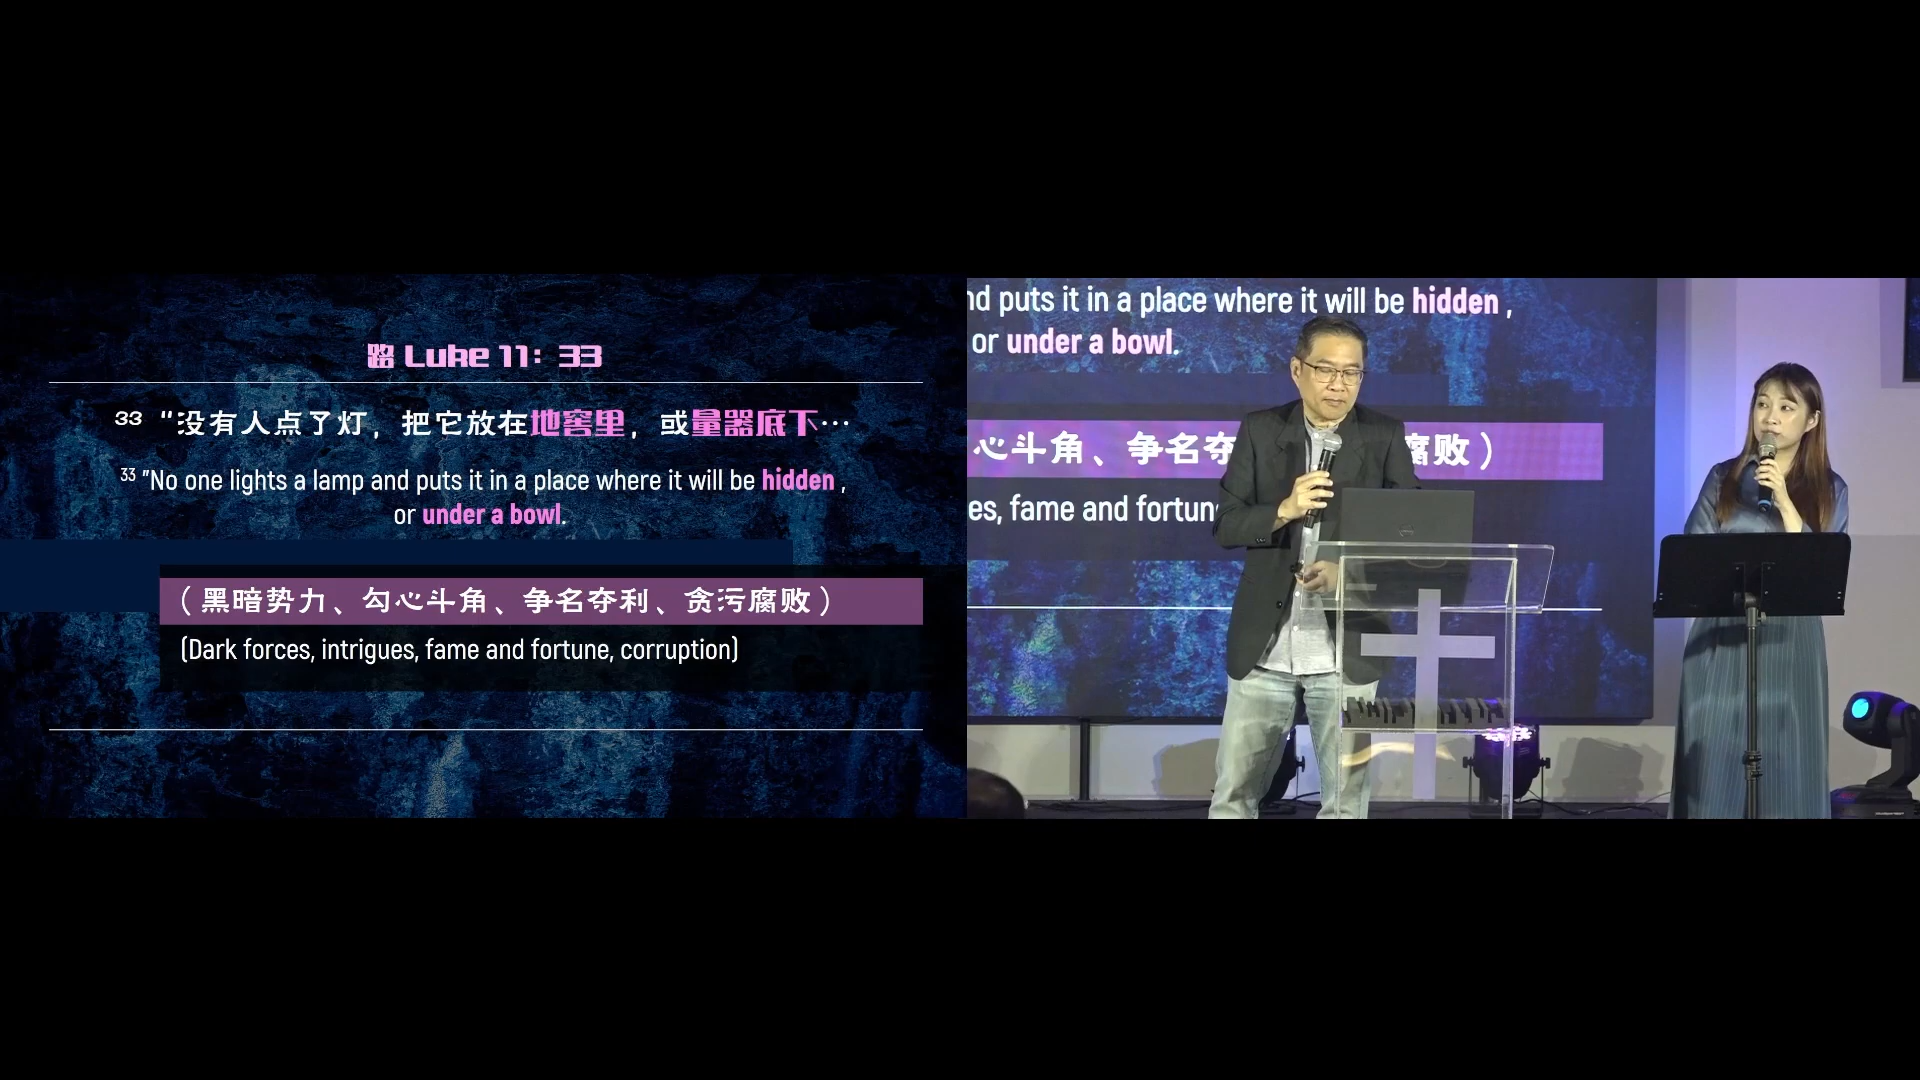 路 Luke 11：33
33 “没有人点了灯，把它放在地窖里，或量器底下…
33 "No one lights a lamp and puts it in a place where it will be hidden ,
or under a bowl.
（黑暗势力、勾心斗角、争名夺利、贪污腐败）
(Dark forces, intrigues, fame and fortune, corruption)
nd puts it in a place where it will be hidden ,
or under a bowl.
心斗角、争名夺 腐败）
es, fame and fortun